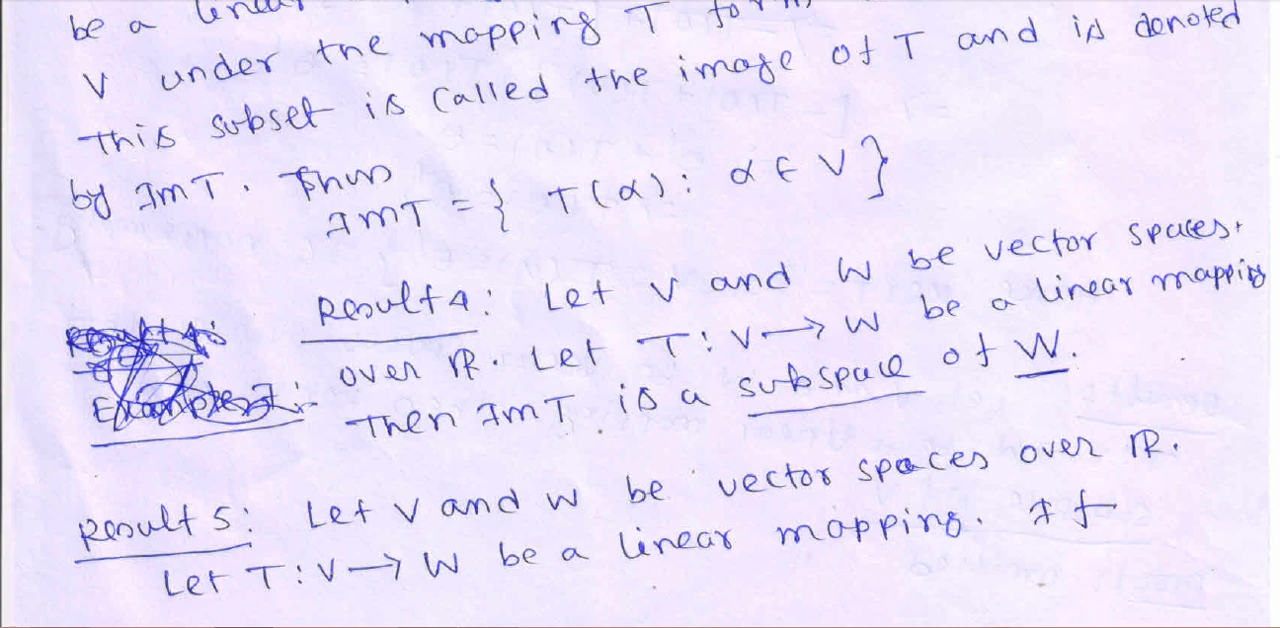 be a linear
V under the mapping T form
This subset is called the image of T and is denoted
by ImT. Thus
ImT = { T(α): α ∈ V }
Result 4: Let V and W be vector spaces.
over R. Let T: V → W be a linear mapping
Then ImT is a subspace of W.
Result 5: Let V and W be vector spaces over R.
Let T: V → W be a linear mapping. If